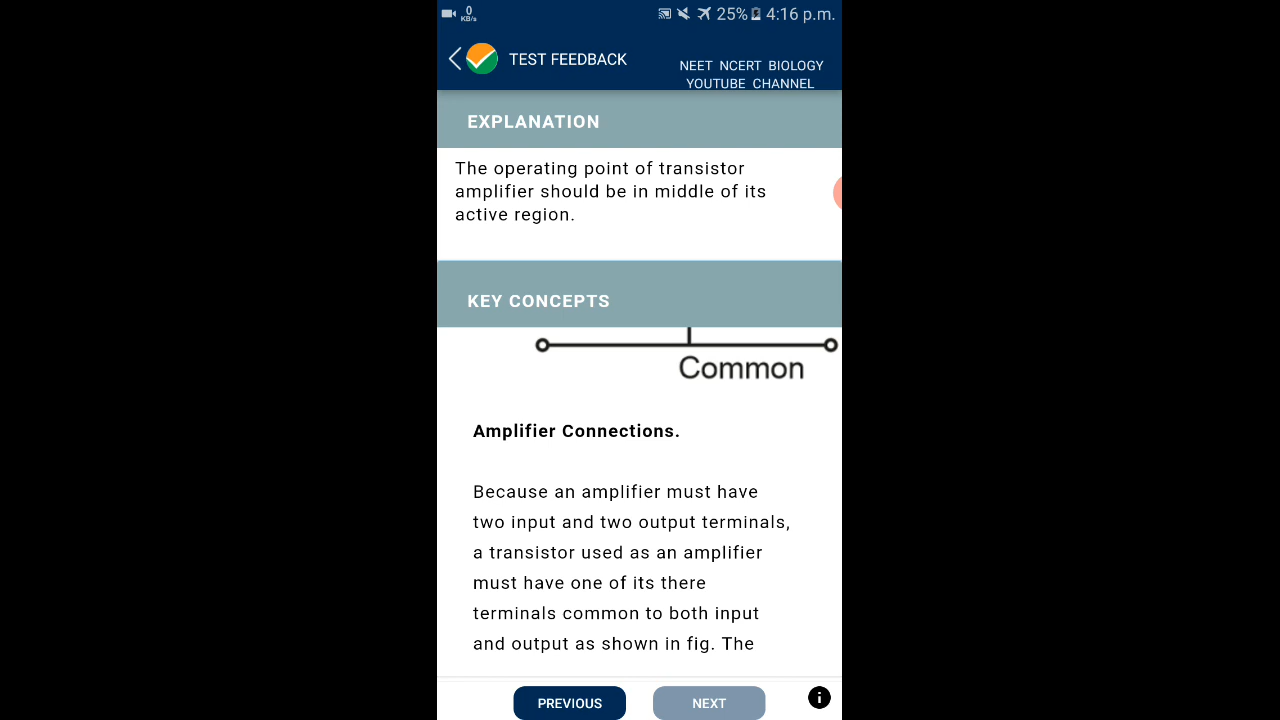 0
KB/s
25% 4:16 p.m.
TEST FEEDBACK
NEET NCERT BIOLOGY
YOUTUBE CHANNEL
EXPLANATION
The operating point of transistor
amplifier should be in middle of its
active region.
KEY CONCEPTS
Common
Amplifier Connections.
Because an amplifier must have
two input and two output terminals,
a transistor used as an amplifier
must have one of its there
terminals common to both input
and output as shown in fig. The
PREVIOUS
NEXT
i